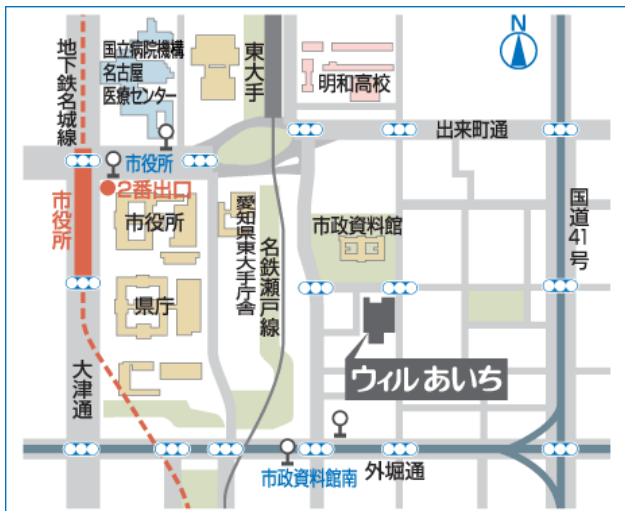 N
地下鉄名城線
国立病院機構
名古屋
医療センター
東大手
明和高校
出来町通
市役所
2番出口
市役所
市役所
愛知県東大手庁舎
名鉄瀬戸線
市政資料館
国道41号
県庁
大津通
ウィルあいち
市政資料館南
外堀通